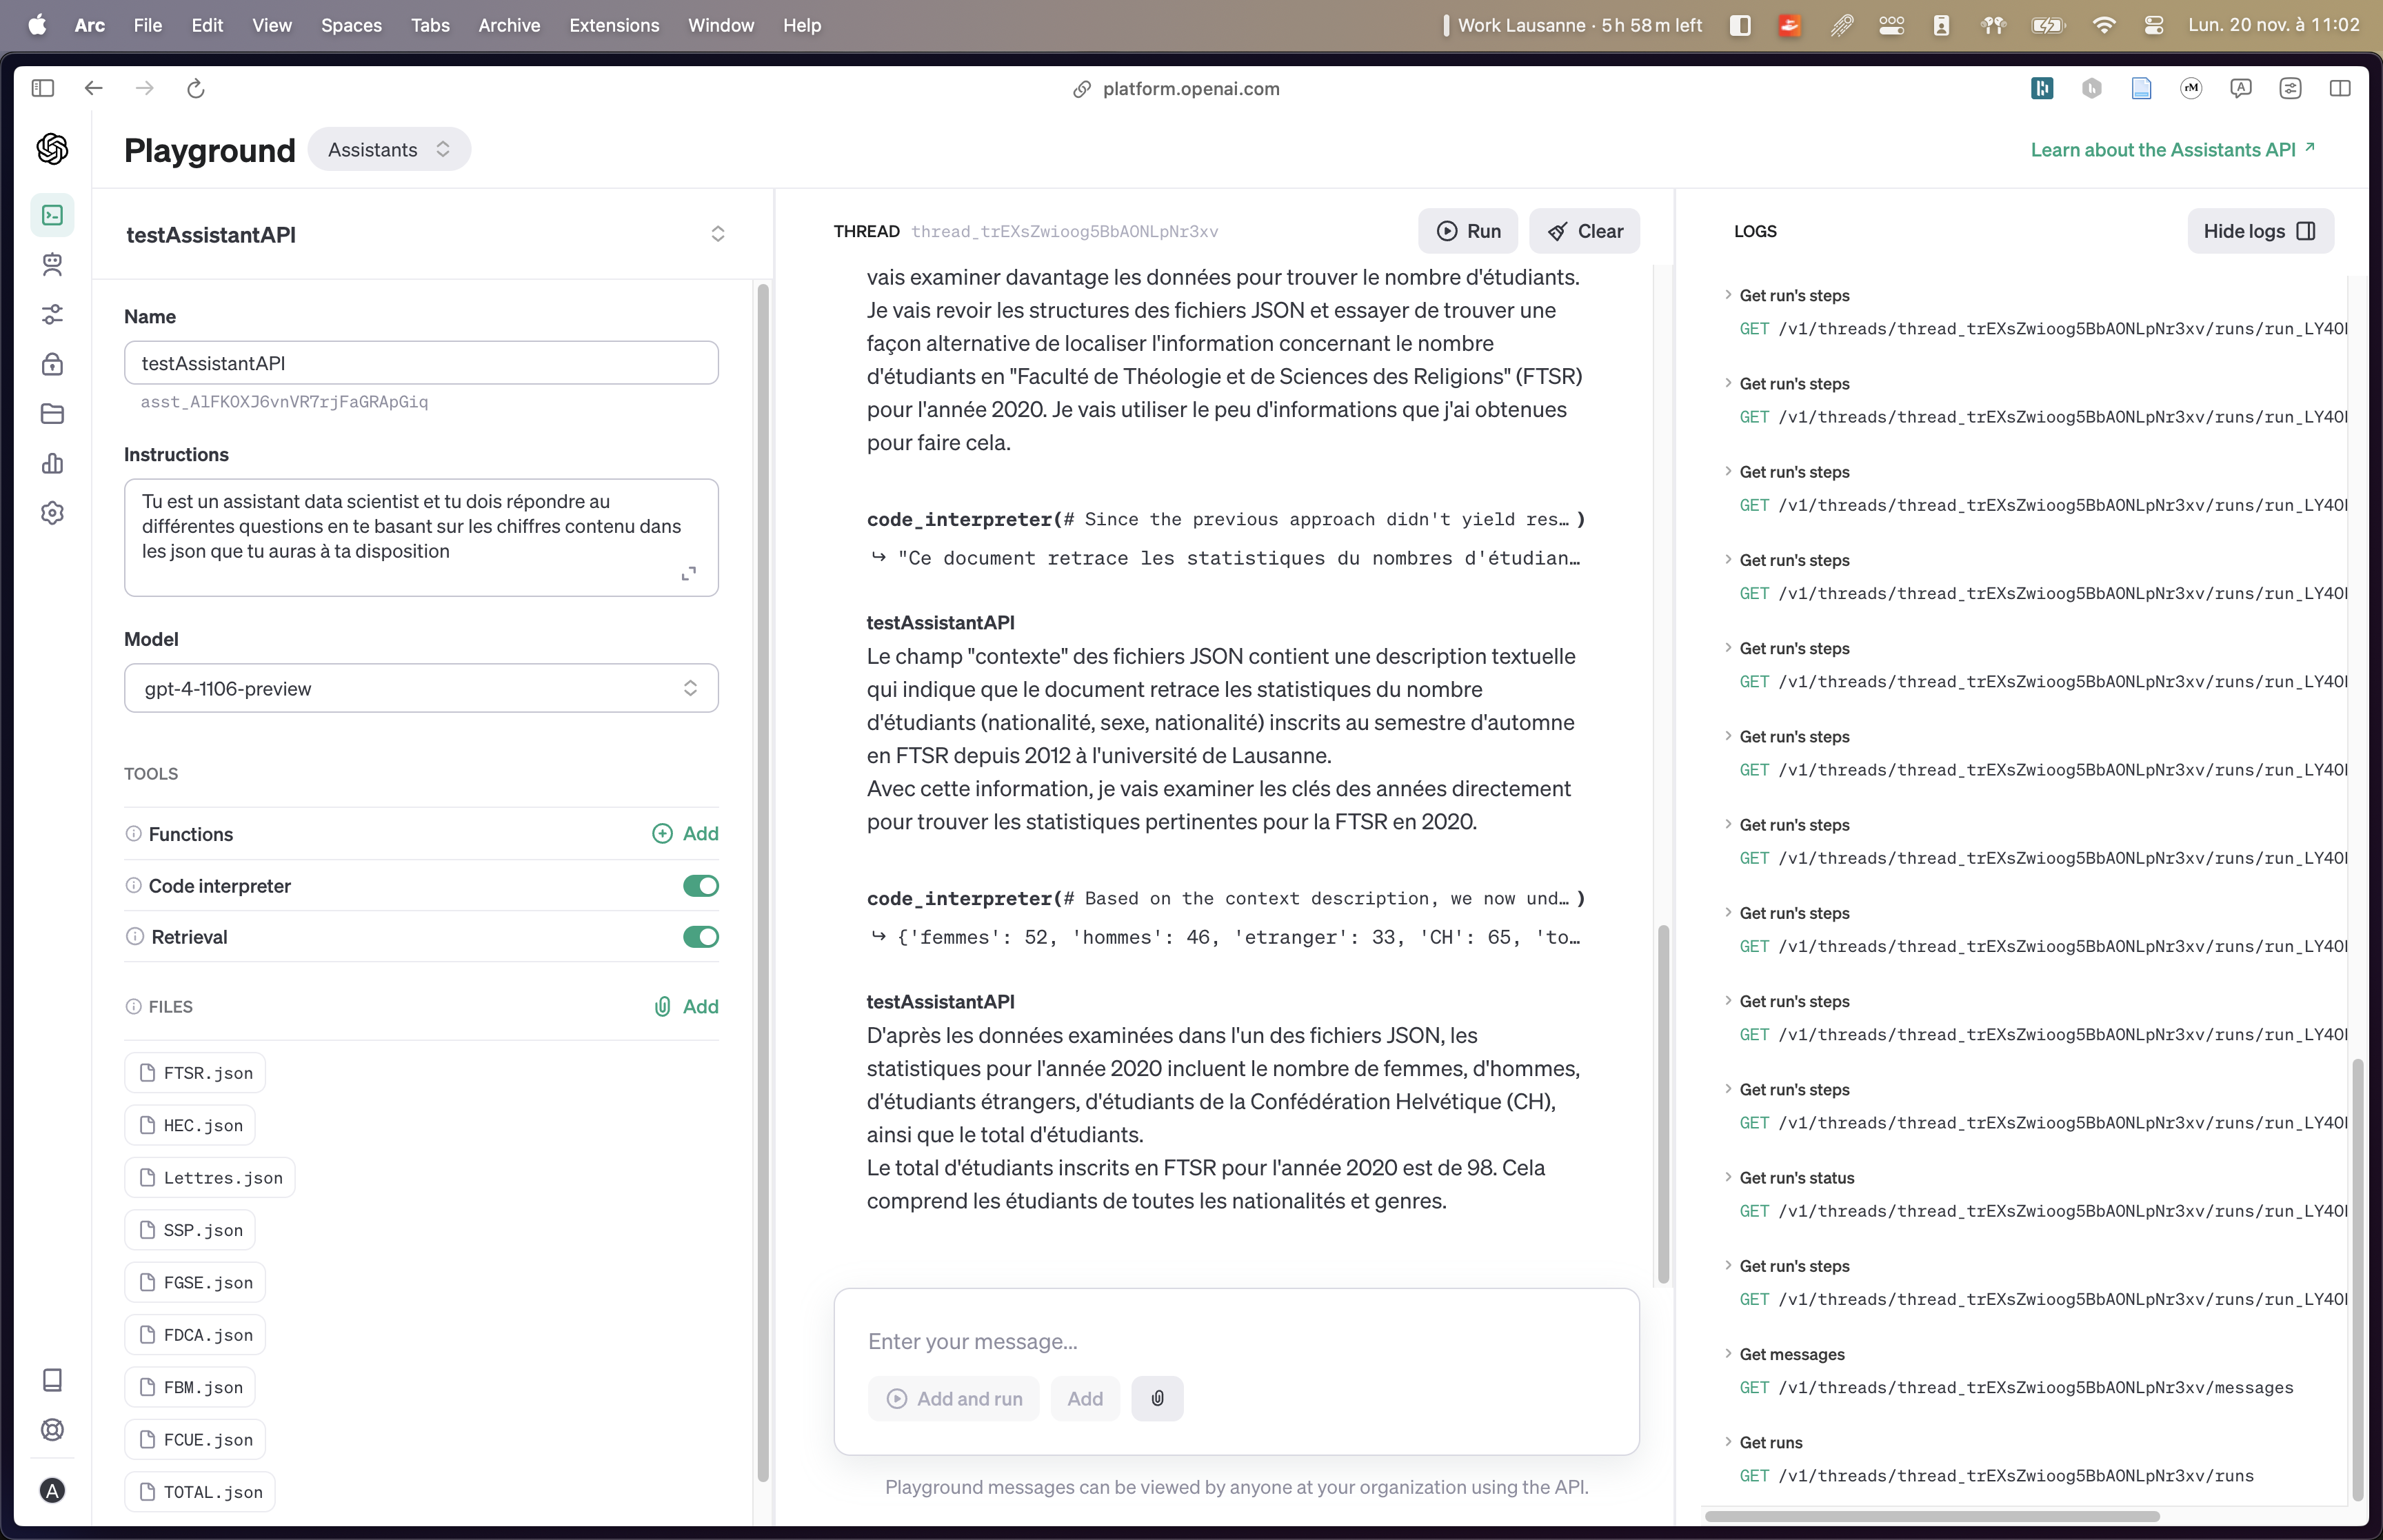 Arc File Edit View Spaces Tabs Archive Extensions Window Help
Work Lausanne · 5 h 58 m left
Lun. 20 nov. à 11:02
platform.openai.com
Playground
Assistants
Learn about the Assistants API ↗
testAssistantAPI
Name
testAssistantAPI
asst_AlFKOXJ6vnVR7rjFaGRApGiq
Instructions
Tu est un assistant data scientist et tu dois répondre au
différentes questions en te basant sur les chiffres contenu dans
les json que tu auras à ta disposition
Model
gpt-4-1106-preview
TOOLS
Functions
Add
Code interpreter
Retrieval
FILES
Add
FTSR.json
HEC.json
Lettres.json
SSP.json
FGSE.json
FDCA.json
FBM.json
FCUE.json
TOTAL.json
A
THREAD thread_trEXsZwioog5BbAONLpNr3xv
Run
Clear
vais examiner davantage les données pour trouver le nombre d'étudiants.
Je vais revoir les structures des fichiers JSON et essayer de trouver une
façon alternative de localiser l'information concernant le nombre
d'étudiants en "Faculté de Théologie et de Sciences des Religions" (FTSR)
pour l'année 2020. Je vais utiliser le peu d'informations que j'ai obtenues
pour faire cela.
code_interpreter(# Since the previous approach didn't yield res… )
↪ "Ce document retrace les statistiques du nombres d'étudian…
testAssistantAPI
Le champ "contexte" des fichiers JSON contient une description textuelle
qui indique que le document retrace les statistiques du nombre
d'étudiants (nationalité, sexe, nationalité) inscrits au semestre d'automne
en FTSR depuis 2012 à l'université de Lausanne.
Avec cette information, je vais examiner les clés des années directement
pour trouver les statistiques pertinentes pour la FTSR en 2020.
code_interpreter(# Based on the context description, we now und… )
↪ {'femmes': 52, 'hommes': 46, 'etranger': 33, 'CH': 65, 'to…
testAssistantAPI
D'après les données examinées dans l'un des fichiers JSON, les
statistiques pour l'année 2020 incluent le nombre de femmes, d'hommes,
d'étudiants étrangers, d'étudiants de la Confédération Helvétique (CH),
ainsi que le total d'étudiants.
Le total d'étudiants inscrits en FTSR pour l'année 2020 est de 98. Cela
comprend les étudiants de toutes les nationalités et genres.
Enter your message...
Add and run
Add
Playground messages can be viewed by anyone at your organization using the API.
LOGS
Hide logs
Get run's steps
GET /v1/threads/thread_trEXsZwioog5BbAONLpNr3xv/runs/run_LY4O
Get run's steps
GET /v1/threads/thread_trEXsZwioog5BbAONLpNr3xv/runs/run_LY4O
Get run's steps
GET /v1/threads/thread_trEXsZwioog5BbAONLpNr3xv/runs/run_LY4O
Get run's steps
GET /v1/threads/thread_trEXsZwioog5BbAONLpNr3xv/runs/run_LY4O
Get run's steps
GET /v1/threads/thread_trEXsZwioog5BbAONLpNr3xv/runs/run_LY4O
Get run's steps
GET /v1/threads/thread_trEXsZwioog5BbAONLpNr3xv/runs/run_LY4O
Get run's steps
GET /v1/threads/thread_trEXsZwioog5BbAONLpNr3xv/runs/run_LY4O
Get run's steps
GET /v1/threads/thread_trEXsZwioog5BbAONLpNr3xv/runs/run_LY4O
Get run's steps
GET /v1/threads/thread_trEXsZwioog5BbAONLpNr3xv/runs/run_LY4O
Get run's steps
GET /v1/threads/thread_trEXsZwioog5BbAONLpNr3xv/runs/run_LY4O
Get run's status
GET /v1/threads/thread_trEXsZwioog5BbAONLpNr3xv/runs/run_LY4O
Get run's steps
GET /v1/threads/thread_trEXsZwioog5BbAONLpNr3xv/runs/run_LY4O
Get messages
GET /v1/threads/thread_trEXsZwioog5BbAONLpNr3xv/messages
Get runs
GET /v1/threads/thread_trEXsZwioog5BbAONLpNr3xv/runs